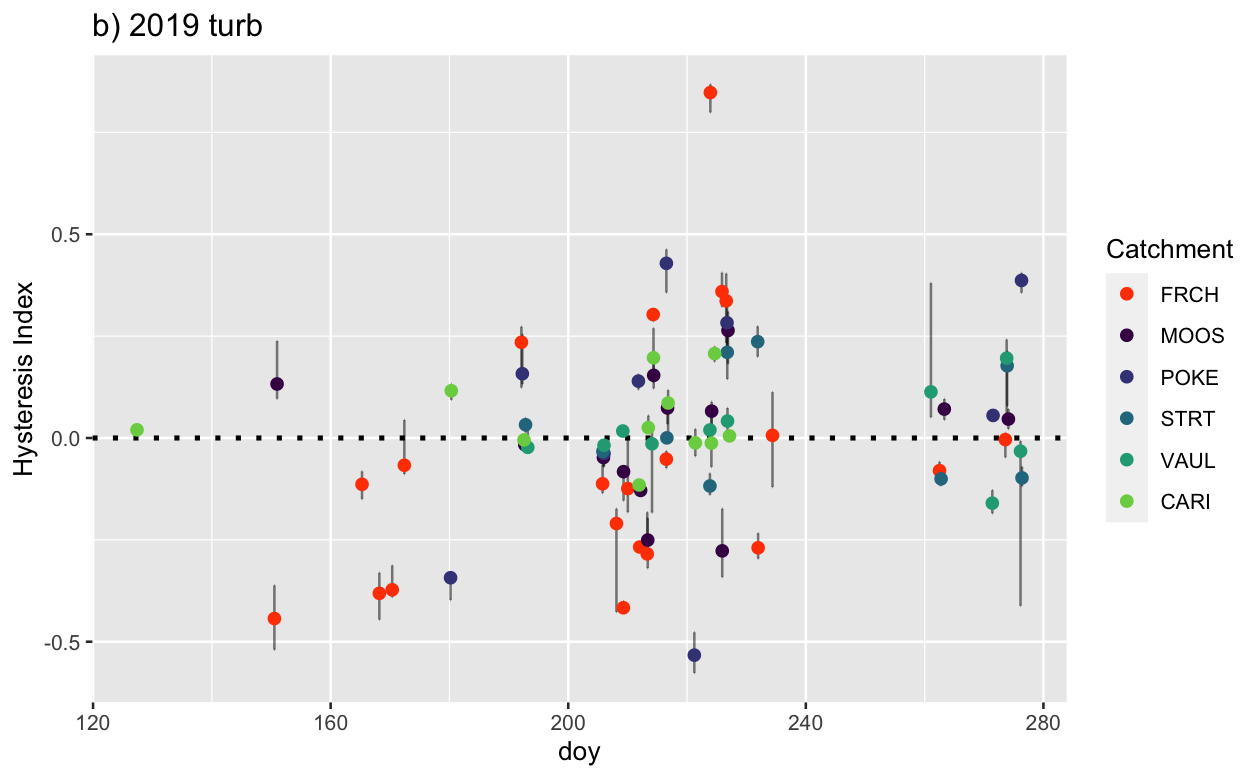 b) 2019 turb
Hysteresis Index
0.5
0.0
-0.5
120 160 200 240 280
doy
Catchment
FRCH
MOOS
POKE
STRT
VAUL
CARI